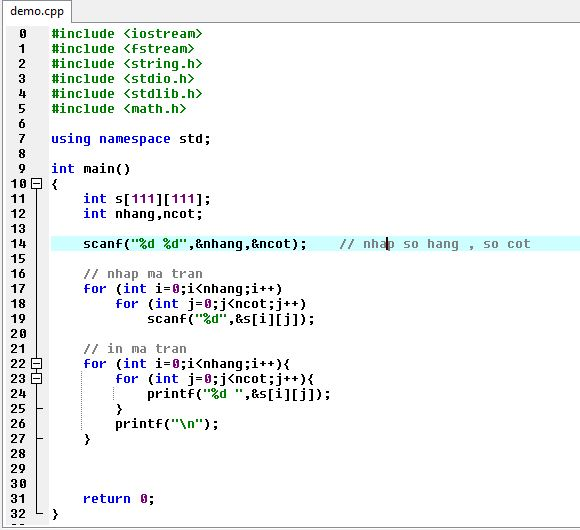 demo.cpp
0 #include <iostream>
1 #include <fstream>
2 #include <string.h>
3 #include <stdio.h>
4 #include <stdlib.h>
5 #include <math.h>
6
7 using namespace std;
8
9 int main()
10 {
11     int s[111][111];
12     int nhang,ncot;
13
14     scanf("%d %d",&nhang,&ncot);    // nhap so hang , so cot
15
16     // nhap ma tran
17     for (int i=0;i<nhang;i++)
18         for (int j=0;j<ncot;j++)
19             scanf("%d",&s[i][j]);
20
21     // in ma tran
22     for (int i=0;i<nhang;i++){
23         for (int j=0;j<ncot;j++){
24             printf("%d ",&s[i][j]);
25         }
26         printf("\n");
27     }
28
29
30
31     return 0;
32 }